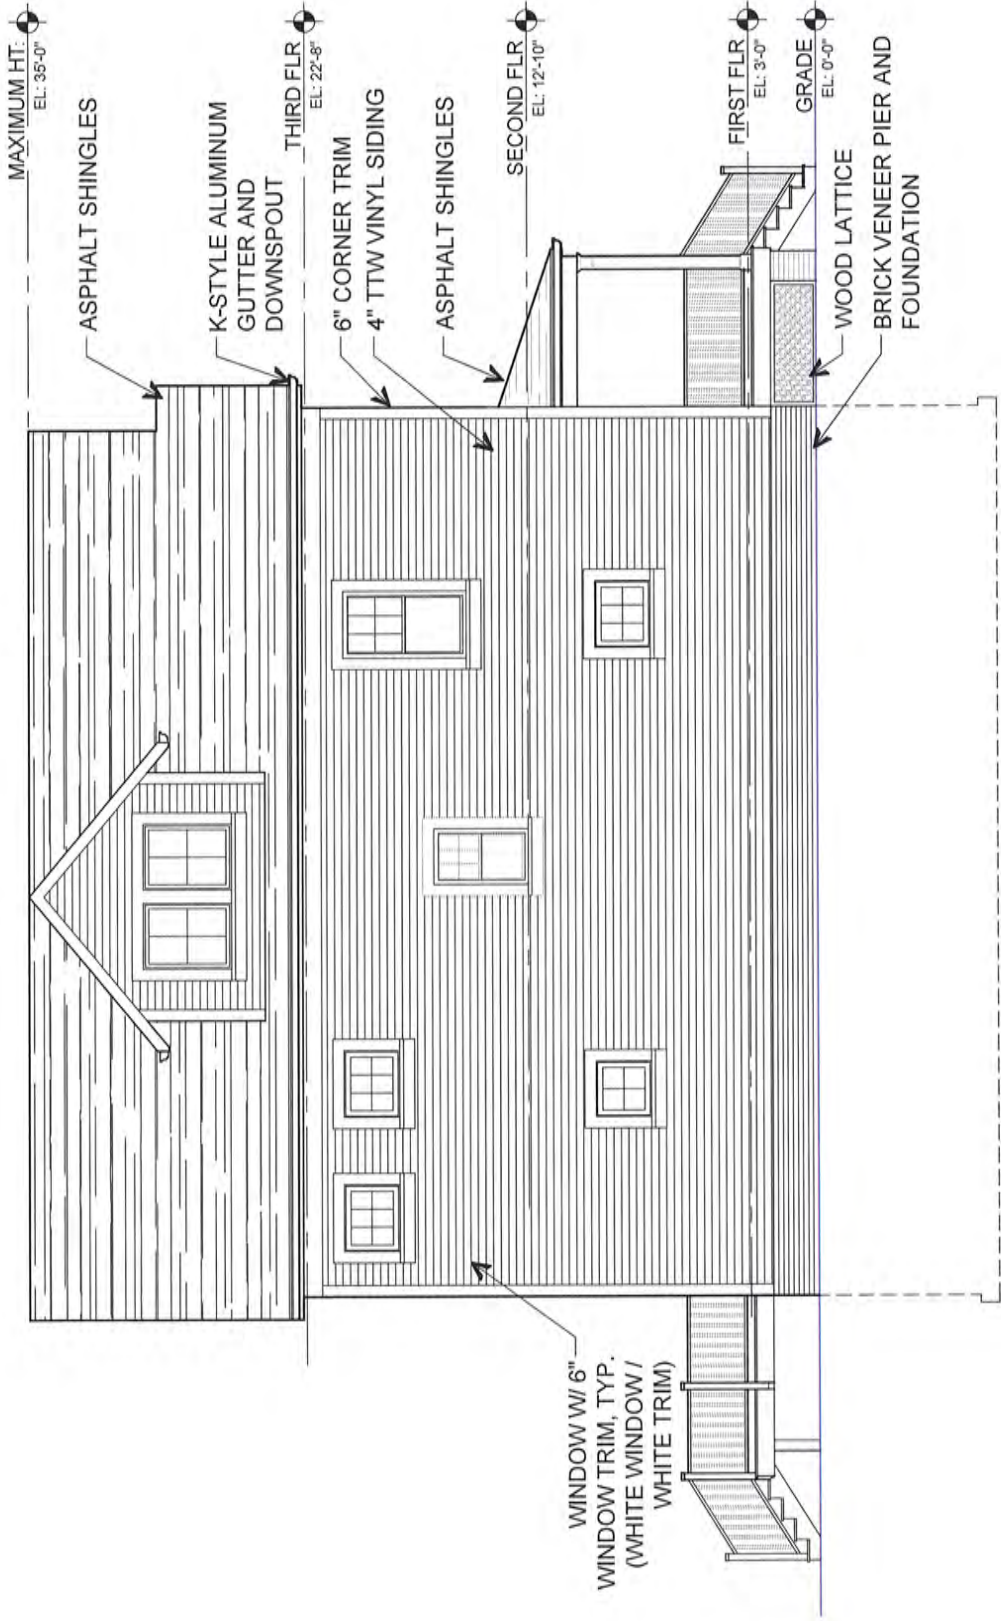 MAXIMUM HT:
EL: 35'-0"
ASPHALT SHINGLES
K-STYLE ALUMINUM
GUTTER AND
DOWNSPOUT
THIRD FLR
EL: 22'-8"
6" CORNER TRIM
4" TTW VINYL SIDING
ASPHALT SHINGLES
SECOND FLR
EL: 12'-10"
FIRST FLR
EL: 3'-0"
GRADE
EL: 0'-0"
WOOD LATTICE
BRICK VENEER PIER AND
FOUNDATION
WINDOW W/ 6"
WINDOW TRIM, TYP.
(WHITE WINDOW /
WHITE TRIM)